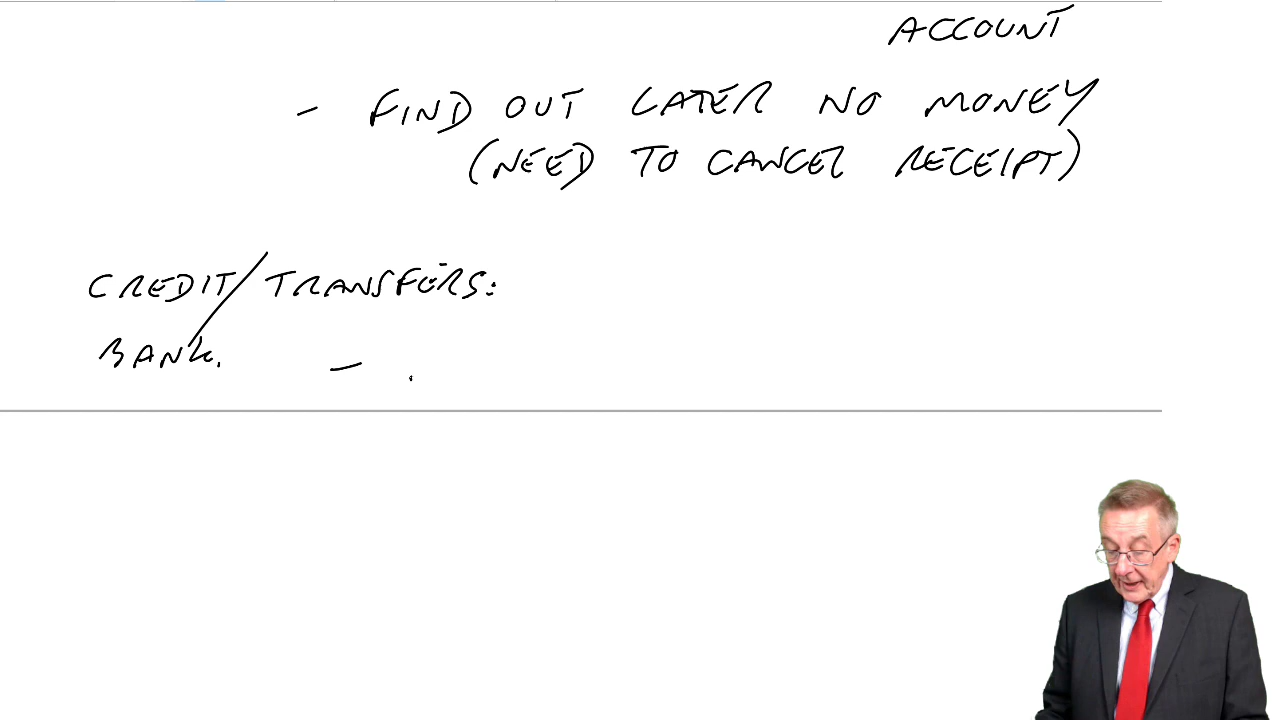 ACCOUNT
- FIND OUT LATER NO MONEY
(NEED TO CANCEL RECEIPT)
CREDIT/TRANSFERS:
BANK. -